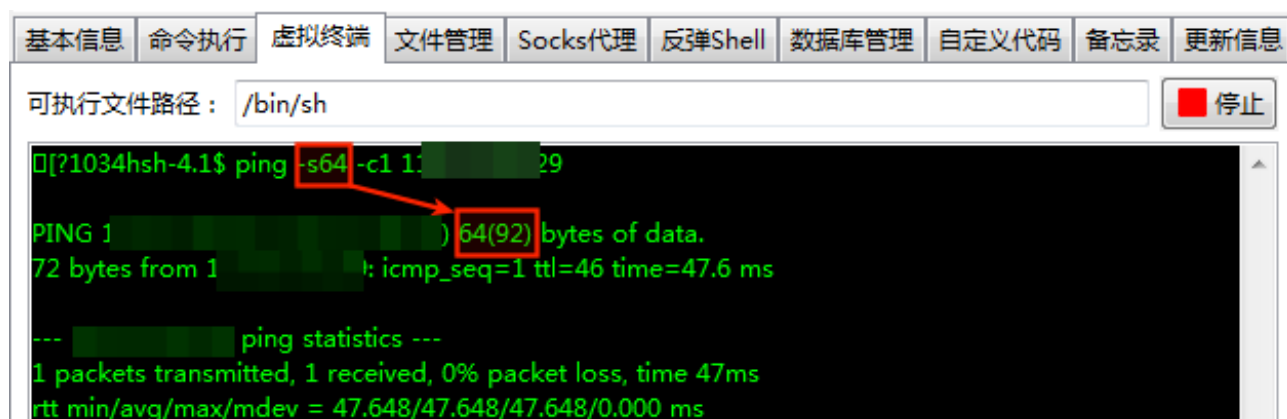 基本信息 命令执行 虚拟终端 文件管理 Socks代理 反弹Shell 数据库管理 自定义代码 备忘录 更新信息
可执行文件路径： /bin/sh 停止
▯[?1034hsh-4.1$ ping -s64 -c1 11 29
PING 1 ) 64(92) bytes of data.
72 bytes from 1 : icmp_seq=1 ttl=46 time=47.6 ms
--- ping statistics ---
1 packets transmitted, 1 received, 0% packet loss, time 47ms
rtt min/avg/max/mdev = 47.648/47.648/47.648/0.000 ms